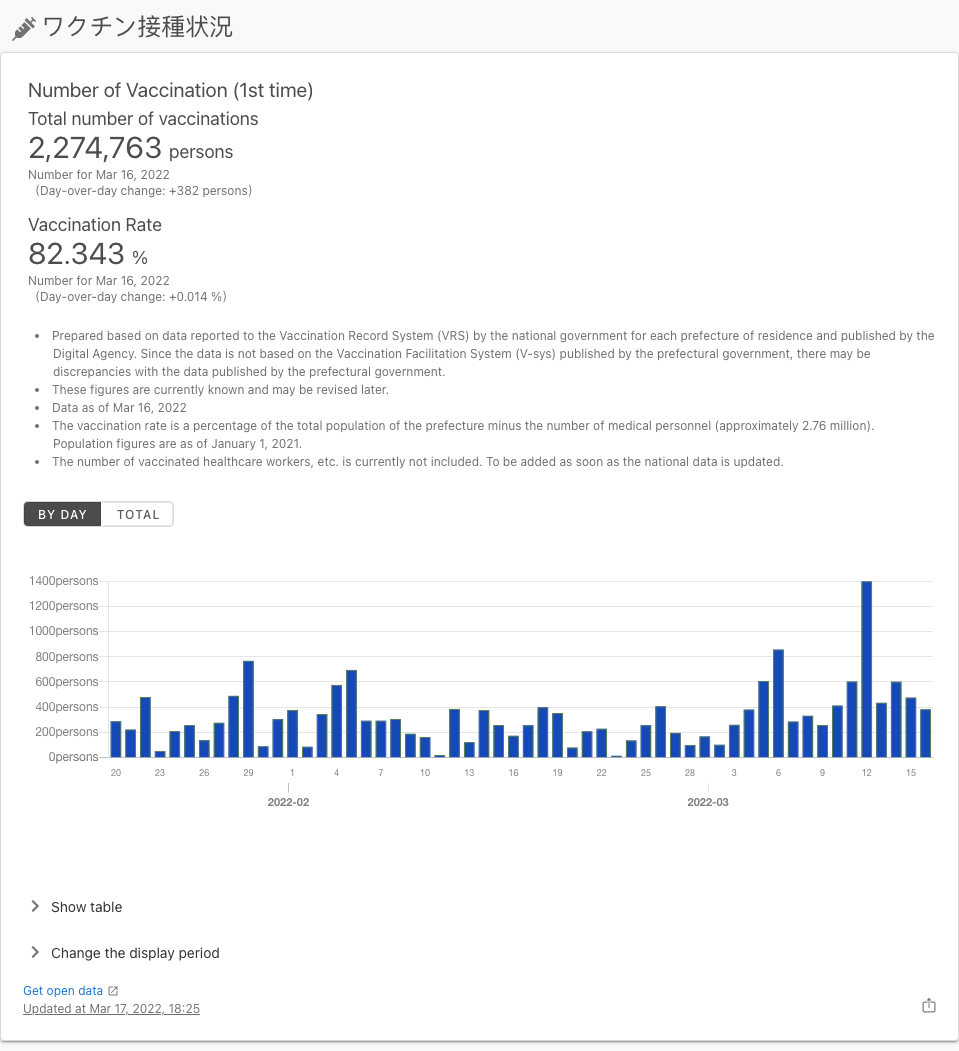 ワクチン接種状況
Number of Vaccination (1st time)
Total number of vaccinations
2,274,763 persons
Number for Mar 16, 2022
(Day-over-day change: +382 persons)
Vaccination Rate
82.343 %
Number for Mar 16, 2022
(Day-over-day change: +0.014 %)
• Prepared based on data reported to the Vaccination Record System (VRS) by the national government for each prefecture of residence and published by the
Digital Agency. Since the data is not based on the Vaccination Facilitation System (V-sys) published by the prefectural government, there may be
discrepancies with the data published by the prefectural government.
• These figures are currently known and may be revised later.
• Data as of Mar 16, 2022
• The vaccination rate is a percentage of the total population of the prefecture minus the number of medical personnel (approximately 2.76 million).
Population figures are as of January 1, 2021.
• The number of vaccinated healthcare workers, etc. is currently not included. To be added as soon as the national data is updated.
BY DAY TOTAL
1400persons
1200persons
1000persons
800persons
600persons
400persons
200persons
0persons
20 23 26 29 1 4 7 10 13 16 19 22 25 28 3 6 9 12 15
2022-02 2022-03
Show table
Change the display period
Get open data
Updated at Mar 17, 2022, 18:25